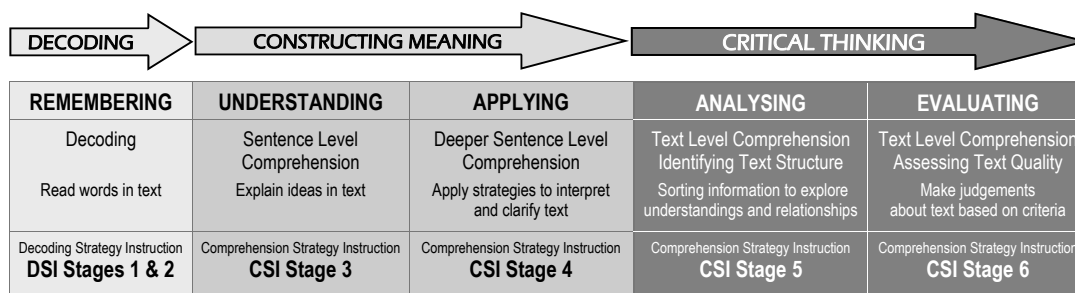 DECODING
CONSTRUCTING MEANING
CRITICAL THINKING
REMEMBERING
Decoding
Read words in text
Decoding Strategy Instruction
DSI Stages 1 & 2
UNDERSTANDING
Sentence Level
Comprehension
Explain ideas in text
Comprehension Strategy Instruction
CSI Stage 3
APPLYING
Deeper Sentence Level
Comprehension
Apply strategies to interpret
and clarify text
Comprehension Strategy Instruction
CSI Stage 4
ANALYSING
Text Level Comprehension
Identifying Text Structure
Sorting information to explore
understandings and relationships
Comprehension Strategy Instruction
CSI Stage 5
EVALUATING
Text Level Comprehension
Assessing Text Quality
Make judgements
about text based on criteria
Comprehension Strategy Instruction
CSI Stage 6